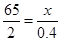 65/2 = x/0.4